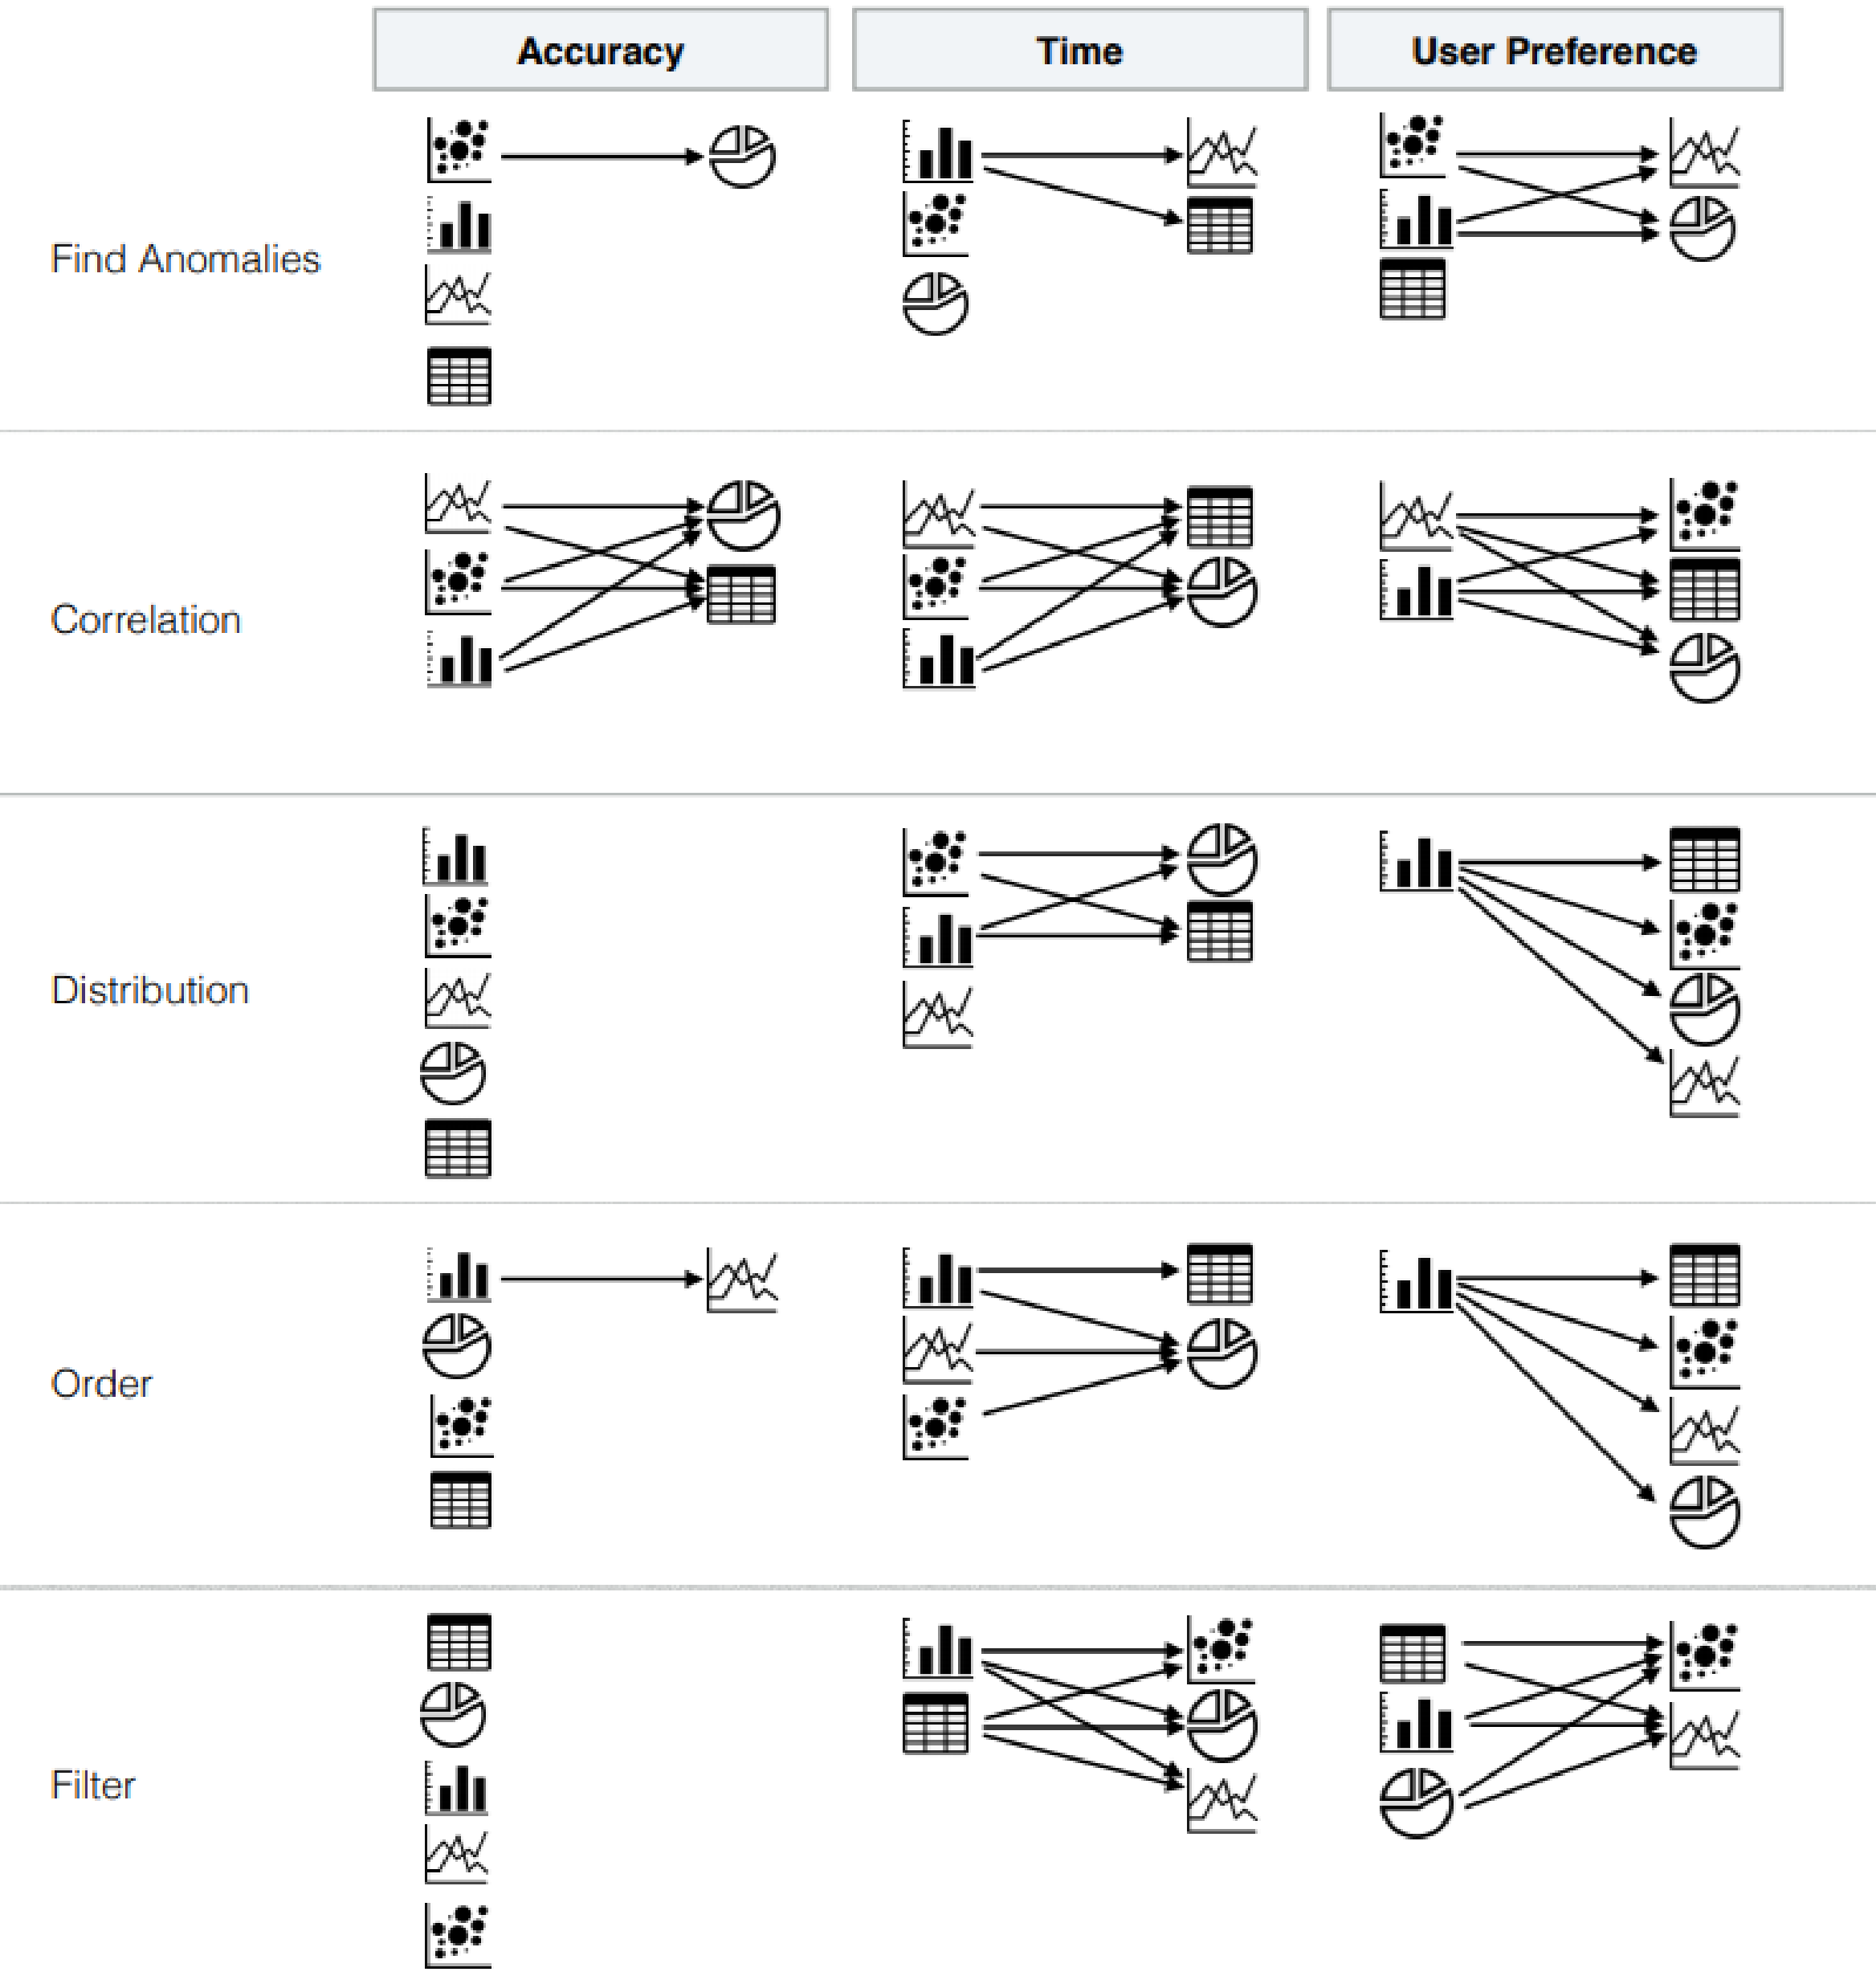 Accuracy
Time
User Preference
Find Anomalies
Correlation
Distribution
Order
Filter